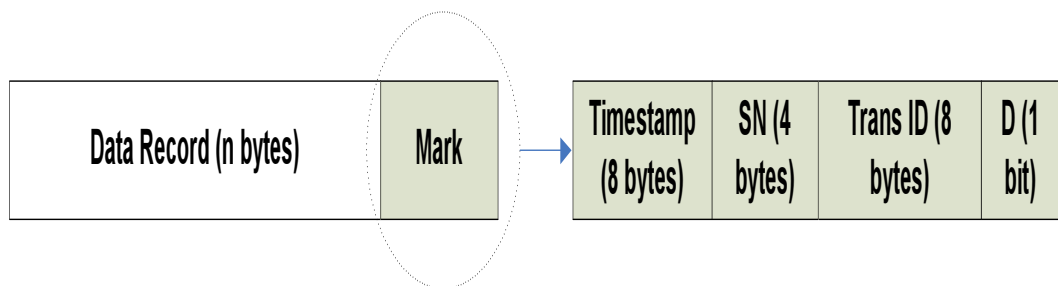 Data Record (n bytes)
Mark
Timestamp
(8 bytes)
SN (4
bytes)
Trans ID (8
bytes)
D (1
bit)